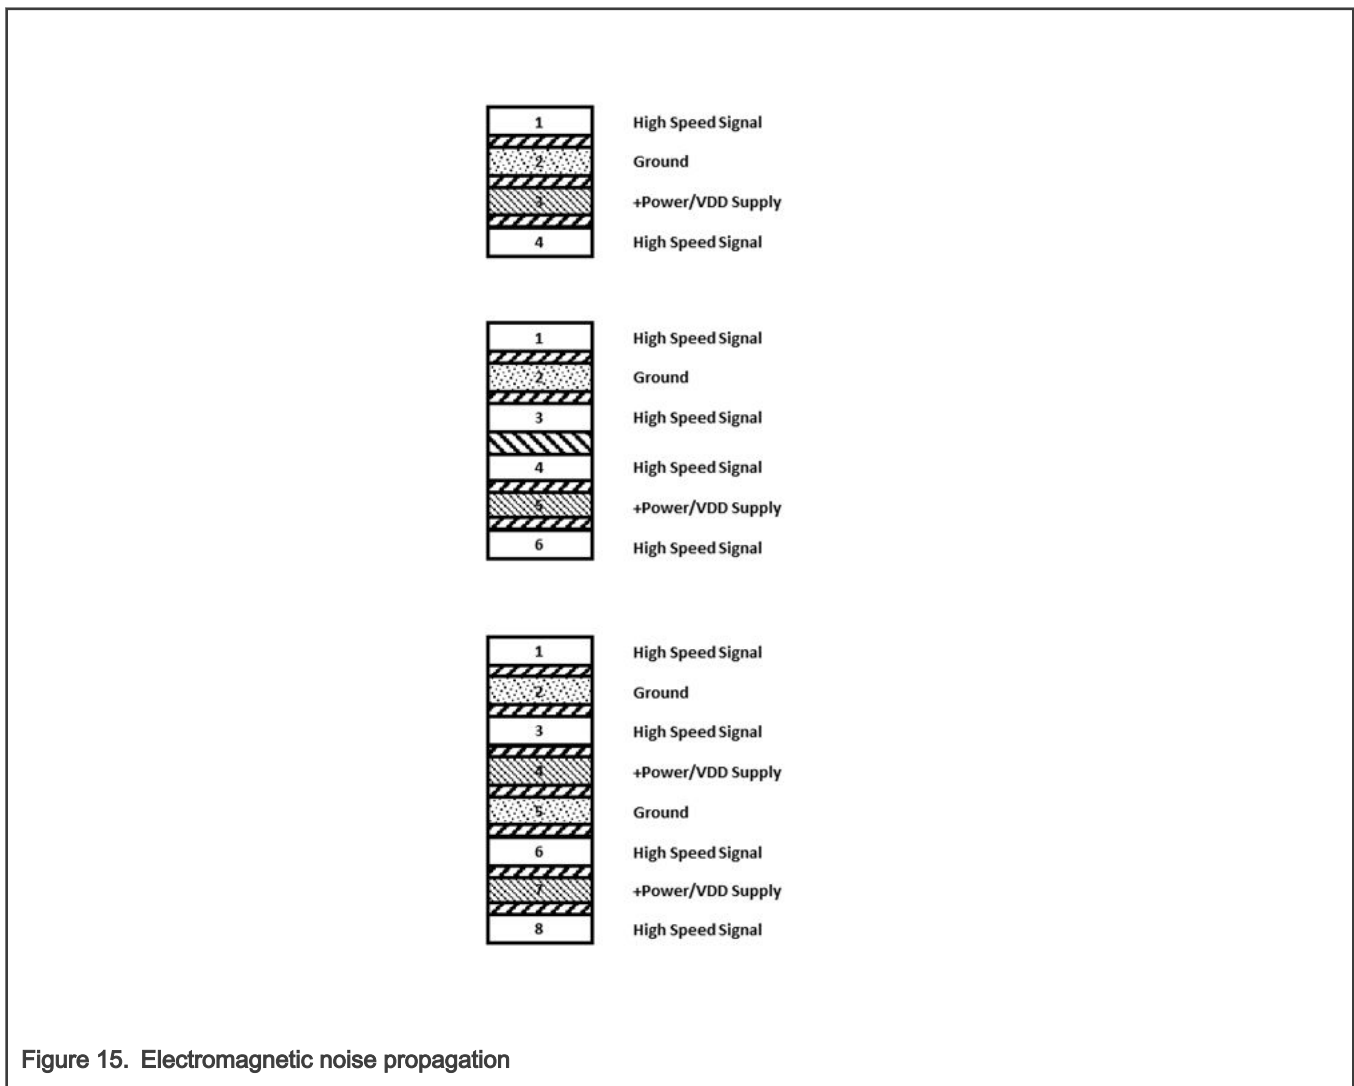 1 High Speed Signal
2 Ground
3 +Power/VDD Supply
4 High Speed Signal
1 High Speed Signal
2 Ground
3 High Speed Signal
4 High Speed Signal
5 +Power/VDD Supply
6 High Speed Signal
1 High Speed Signal
2 Ground
3 High Speed Signal
4 +Power/VDD Supply
5 Ground
6 High Speed Signal
7 +Power/VDD Supply
8 High Speed Signal
Figure 15. Electromagnetic noise propagation